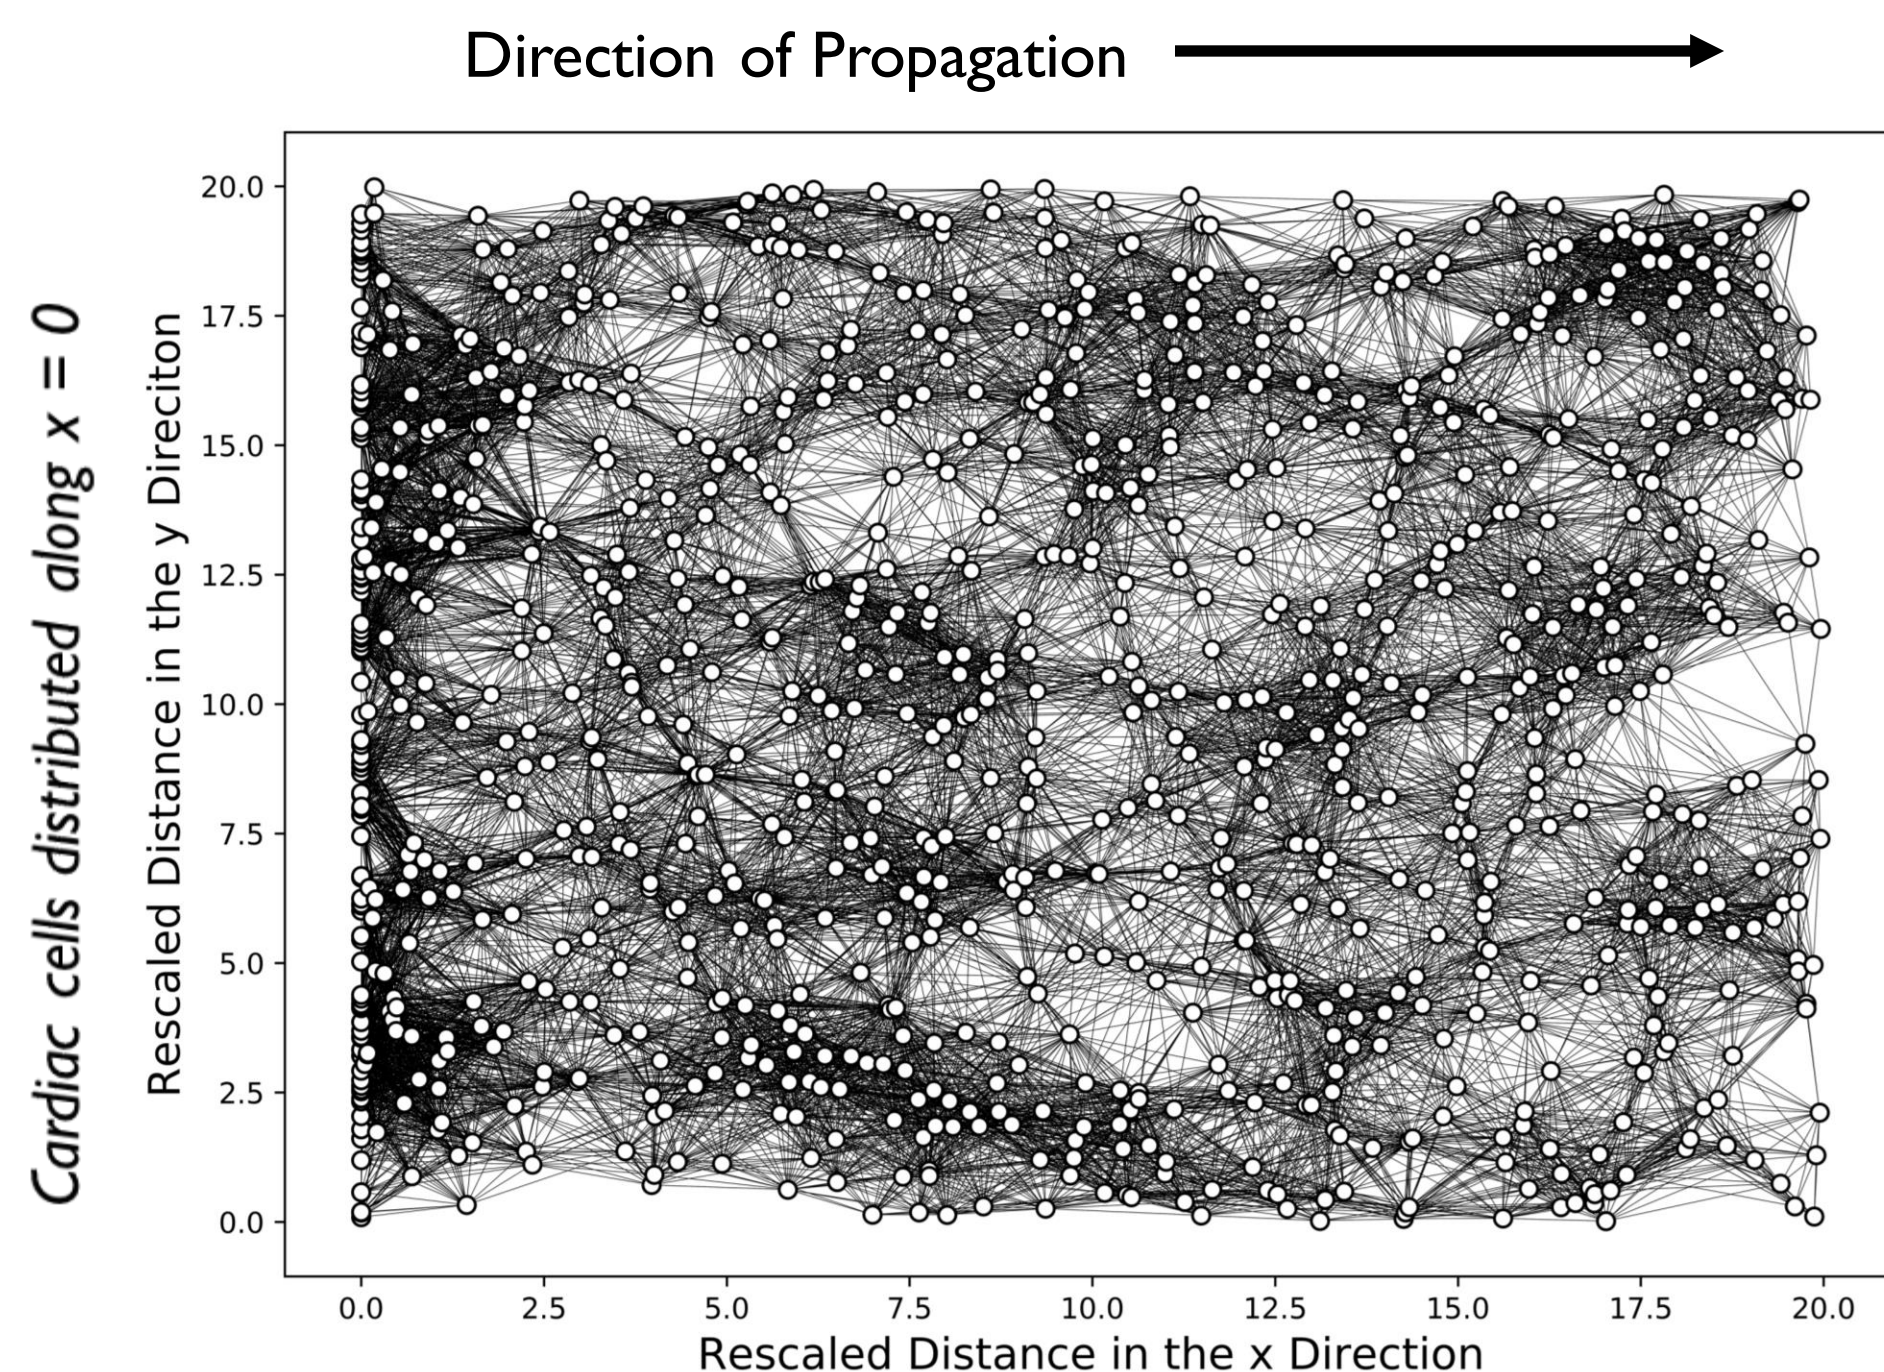 Direction of Propagation
Cardiac cells distributed along x = 0
Rescaled Distance in the y Direciton
20.0
17.5
15.0
12.5
10.0
7.5
5.0
2.5
0.0
0.0 2.5 5.0 7.5 10.0 12.5 15.0 17.5 20.0
Rescaled Distance in the x Direction